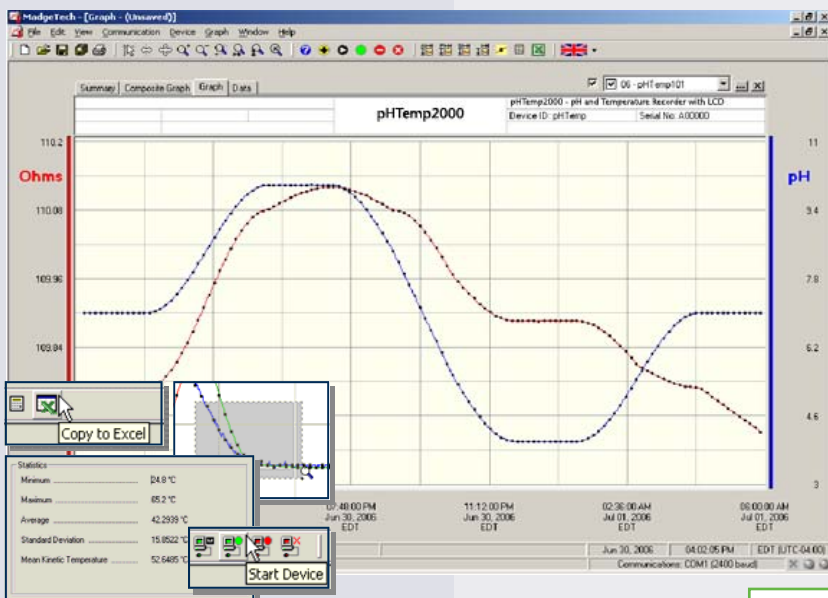 MadgeTech - [Graph - (Unsaved)]
File Edit View Communication Device Graph Window Help
Summary Composite Graph Graph Data
06 - pHTemp101
pHTemp2000
pHTemp2000 - pH and Temperature Recorder with LCD
Device ID: pHTemp Serial No: A00000
110.2 11
Ohms pH
110.08 9.4
109.96 7.8
109.84 6.2
4.6
3
Copy to Excel
Statistics
Minimum 24.8 °C
Maximum 65.2 °C
Average 42.2939 °C
Standard Deviation 15.8522 °C
Mean Kinetic Temperature 52.6485 °C
Start Device
07:48:00 PM 11:12:00 PM 02:36:00 AM 06:00:00 AM
Jun 30, 2006 Jun 30, 2006 Jul 01, 2006 Jul 01, 2006
EDT EDT EDT EDT
Jun 30, 2006 04:02:05 PM EDT (UTC-04:00)
Communications: COM1 (2400 baud)